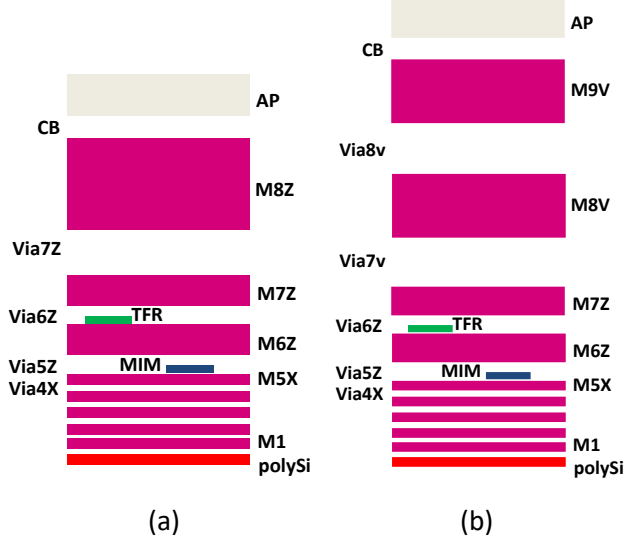 AP
CB
M8Z
Via7Z
M7Z
Via6Z
TFR
M6Z
Via5Z
MIM
M5X
Via4X
M1
polySi
(a)
AP
CB
M9V
Via8v
M8V
Via7v
M7Z
Via6Z
TFR
M6Z
Via5Z
MIM
M5X
Via4X
M1
polySi
(b)